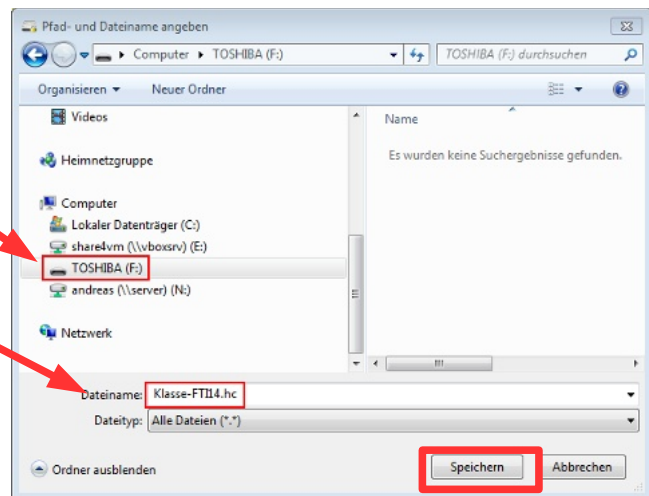 Pfad- und Dateiname angeben
Computer TOSHIBA (F:) TOSHIBA (F:) durchsuchen
Organisieren Neuer Ordner
Videos
Heimnetzgruppe
Computer
Lokaler Datenträger (C:)
share4vm (\\vboxsrv) (E:)
TOSHIBA (F:)
andreas (\\server) (N:)
Netzwerk
Name
Es wurden keine Suchergebnisse gefunden.
Dateiname: Klasse-FTI14.hc
Dateityp: Alle Dateien (*.*)
Ordner ausblenden Speichern Abbrechen